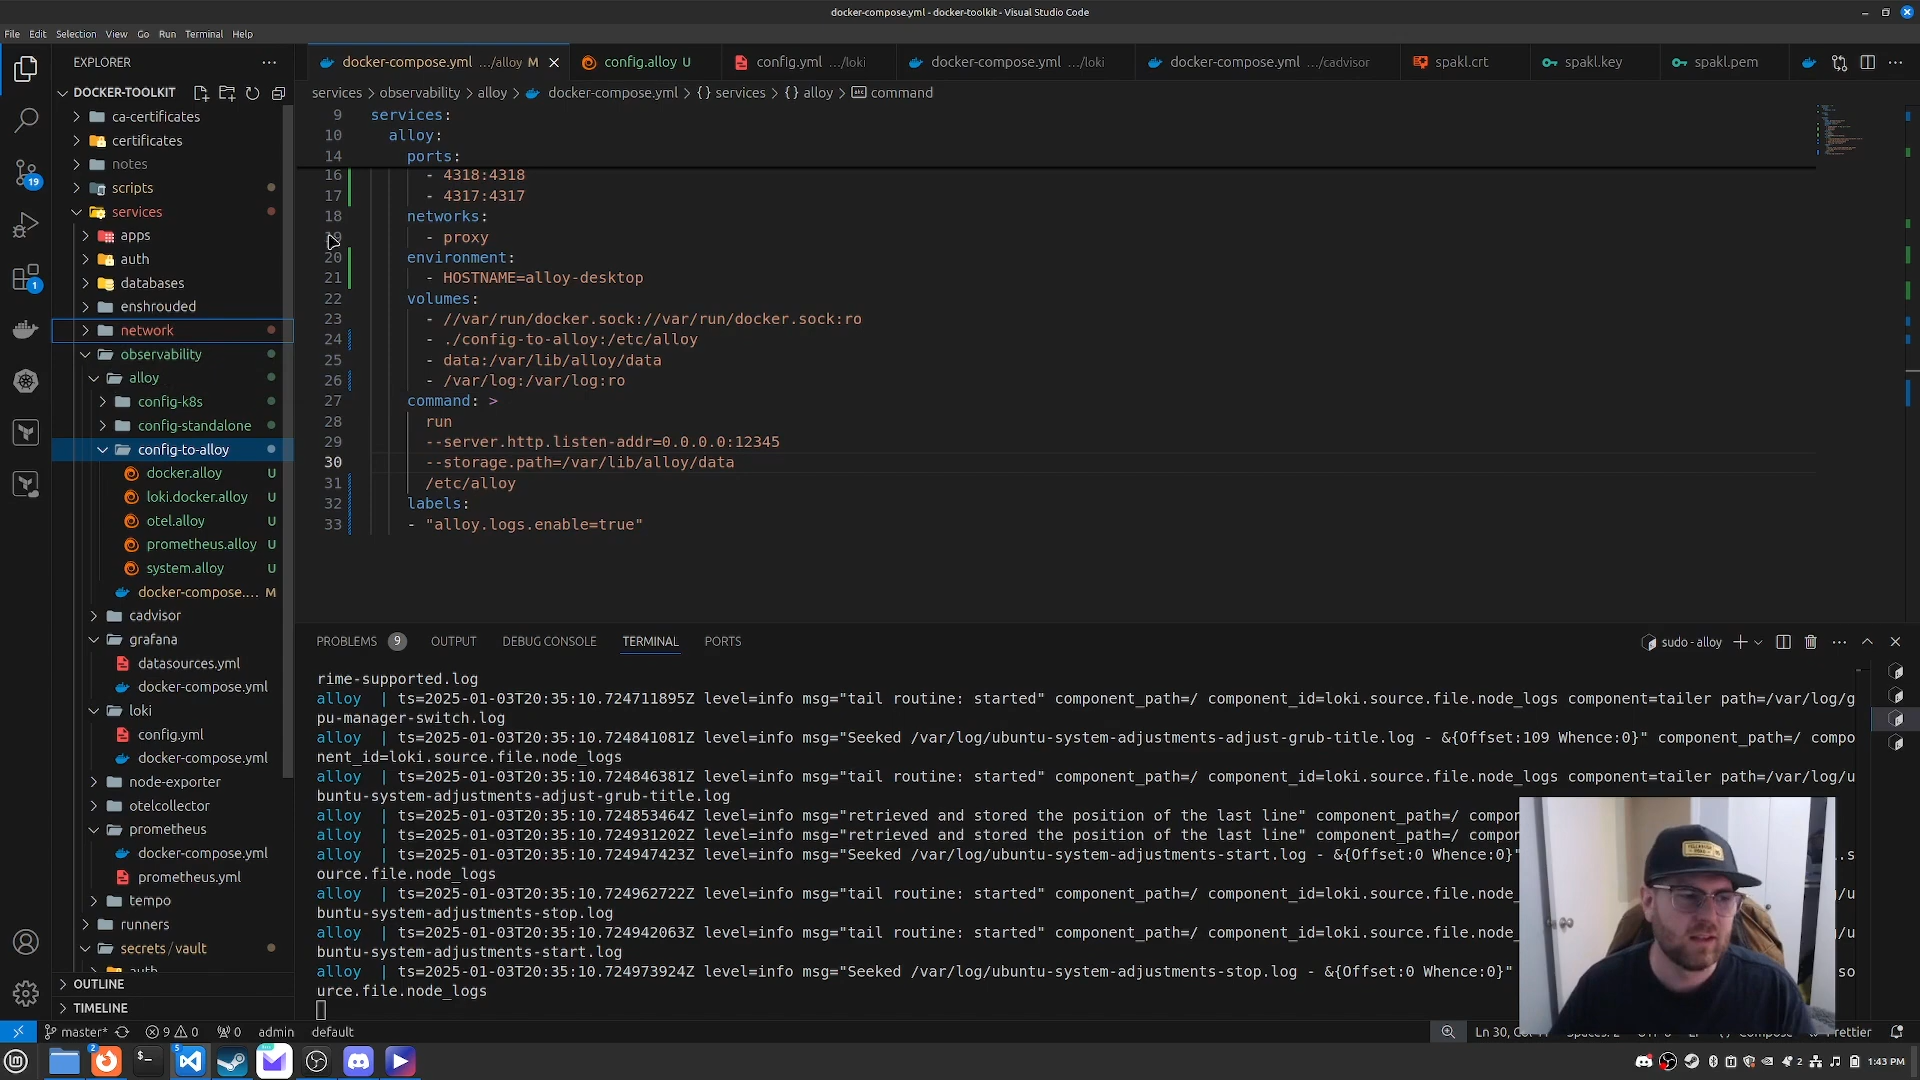 docker-compose.yml - docker-toolkit - Visual Studio Code
File Edit Selection View Go Run Terminal Help
EXPLORER
docker-compose.yml .../alloy M
config.alloy U
config.yml .../loki
docker-compose.yml .../loki
docker-compose.yml .../cadvisor
spakl.crt
spakl.key
spakl.pem
services > observability > alloy > docker-compose.yml > {} services > {} alloy > command
DOCKER-TOOLKIT
ca-certificates
certificates
notes
scripts
services
apps
auth
databases
enshrouded
network
observability
alloy
config-k8s
config-standalone
config-to-alloy
docker.alloy U
loki.docker.alloy U
otel.alloy U
prometheus.alloy U
system.alloy U
docker-compose.... M
cadvisor
grafana
datasources.yml
docker-compose.yml
loki
config.yml
docker-compose.yml
node-exporter
otelcollector
prometheus
docker-compose.yml
prometheus.yml
tempo
runners
secrets / vault
auth
OUTLINE
TIMELINE
19
1
9 services:
10 alloy:
14 ports:
16 - 4318:4318
17 - 4317:4317
18 networks:
19 - proxy
20 environment:
21 - HOSTNAME=alloy-desktop
22 volumes:
23 - //var/run/docker.sock://var/run/docker.sock:ro
24 - ./config-to-alloy:/etc/alloy
25 - data:/var/lib/alloy/data
26 - /var/log:/var/log:ro
27 command: >
28 run
29 --server.http.listen-addr=0.0.0.0:12345
30 --storage.path=/var/lib/alloy/data
31 /etc/alloy
32 labels:
33 - "alloy.logs.enable=true"
PROBLEMS 9 OUTPUT DEBUG CONSOLE TERMINAL PORTS
sudo - alloy
rime-supported.log
alloy | ts=2025-01-03T20:35:10.724711895Z level=info msg="tail routine: started" component_path=/ component_id=loki.source.file.node_logs component=tailer path=/var/log/g
pu-manager-switch.log
alloy | ts=2025-01-03T20:35:10.724841081Z level=info msg="Seeked /var/log/ubuntu-system-adjustments-adjust-grub-title.log - &{Offset:109 Whence:0}" component_path=/ compo
nent_id=loki.source.file.node_logs
alloy | ts=2025-01-03T20:35:10.724846381Z level=info msg="tail routine: started" component_path=/ component_id=loki.source.file.node_logs component=tailer path=/var/log/u
buntu-system-adjustments-adjust-grub-title.log
alloy | ts=2025-01-03T20:35:10.724853464Z level=info msg="retrieved and stored the position of the last line" component_path=/ compon
alloy | ts=2025-01-03T20:35:10.724931202Z level=info msg="retrieved and stored the position of the last line" component_path=/ compor
alloy | ts=2025-01-03T20:35:10.724947423Z level=info msg="Seeked /var/log/ubuntu-system-adjustments-start.log - &{Offset:0 Whence:0}" .s
ource.file.node_logs
alloy | ts=2025-01-03T20:35:10.724962722Z level=info msg="tail routine: started" component_path=/ component_id=loki.source.file.node_ g/u
buntu-system-adjustments-stop.log
alloy | ts=2025-01-03T20:35:10.724942063Z level=info msg="tail routine: started" component_path=/ component_id=loki.source.file.node_ g/u
buntu-system-adjustments-start.log
alloy | ts=2025-01-03T20:35:10.724973924Z level=info msg="Seeked /var/log/ubuntu-system-adjustments-stop.log - &{Offset:0 Whence:0}" so
urce.file.node_logs
master* 9 0 0 admin default
Ln 30, Prettier
2 5 2 1:43 PM